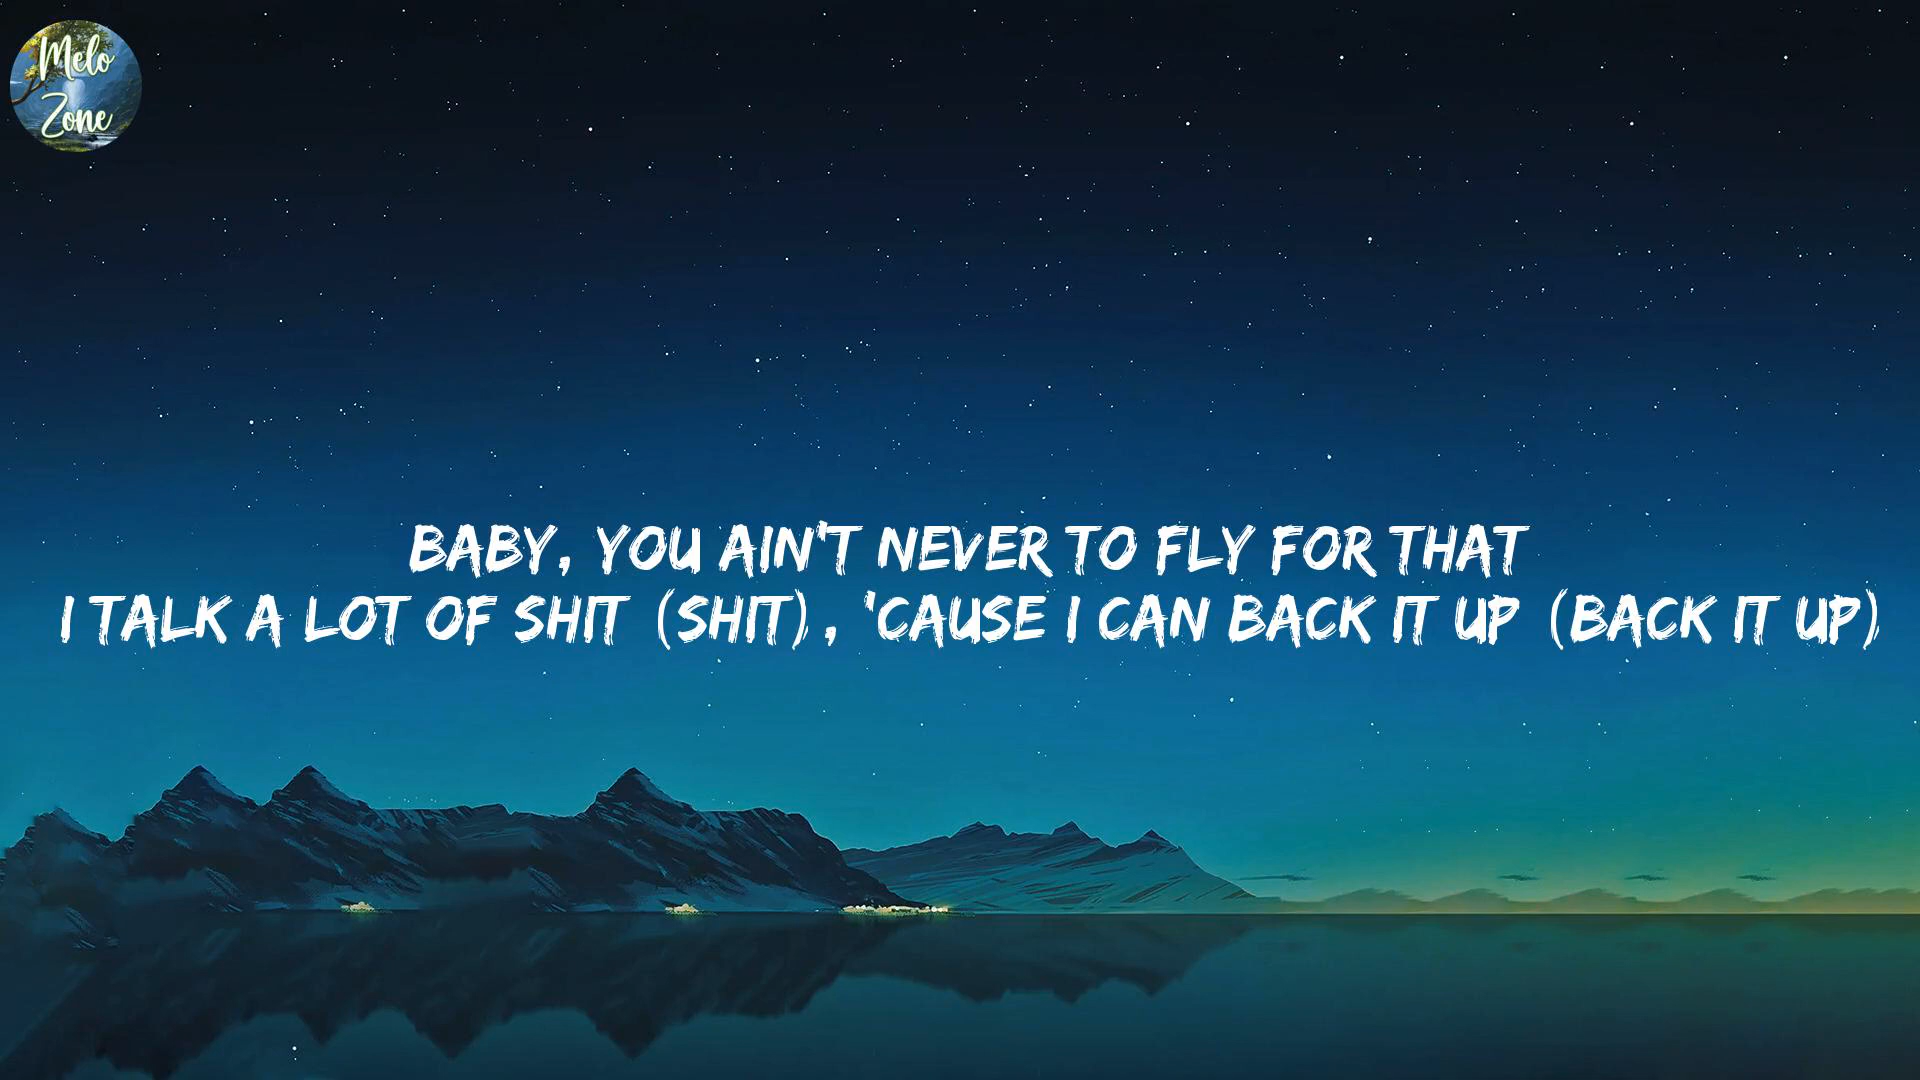 Melo
Zone
BABY, YOU AIN'T NEVER TO FLY FOR THAT
I TALK A LOT OF SHIT (SHIT), 'CAUSE I CAN BACK IT UP (BACK IT UP)